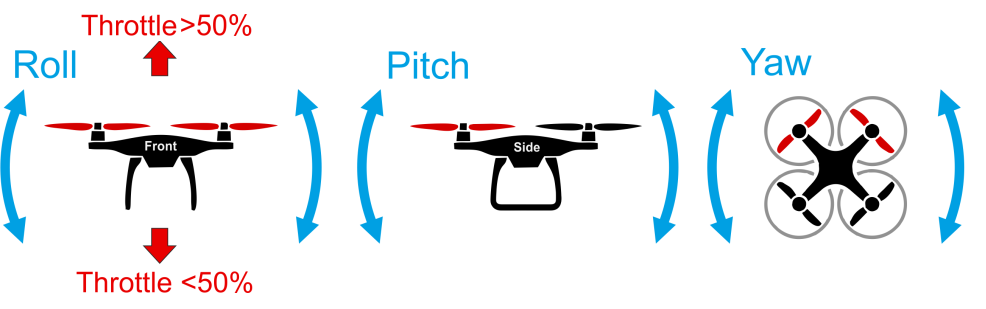 Throttle>50%
Roll
Pitch
Yaw
Front
Side
Throttle <50%